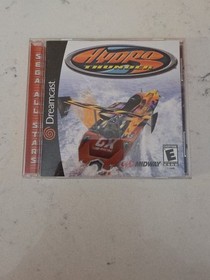 SEGA ALL STARS
Dreamcast
HYDRO
THUNDER
MIDWAY
E